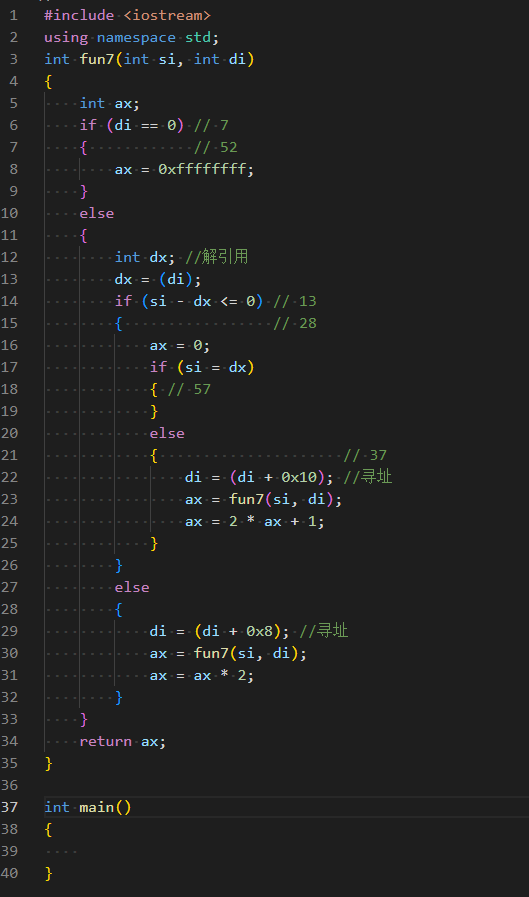 1 #include <iostream>
2 using namespace std;
3 int fun7(int si, int di)
4 {
5     int ax;
6     if (di == 0) // 7
7     {            // 52
8         ax = 0xffffffff;
9     }
10     else
11     {
12         int dx; //解引用
13         dx = (di);
14         if (si - dx <= 0) // 13
15         {                 // 28
16             ax = 0;
17             if (si = dx)
18             { // 57
19             }
20             else
21             {                     // 37
22                 di = (di + 0x10); //寻址
23                 ax = fun7(si, di);
24                 ax = 2 * ax + 1;
25             }
26         }
27         else
28         {
29             di = (di + 0x8); //寻址
30             ax = fun7(si, di);
31             ax = ax * 2;
32         }
33     }
34     return ax;
35 }
36
37 int main()
38 {
39
40 }